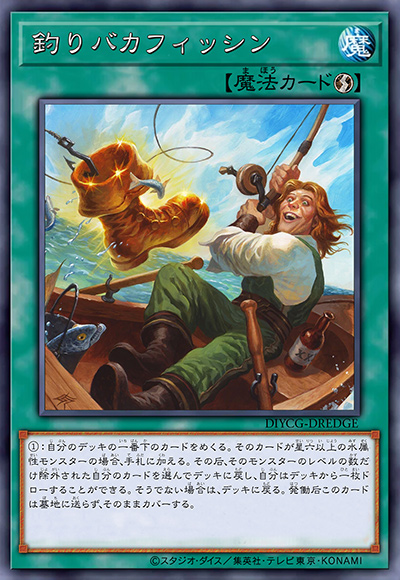 釣りバカフィッシン
魔
【魔法カード】
DIYCG-DREDGE
①:自分のデッキの一番下のカードをめくる。そのカードが星六以上の水属
性モンスターの場合、手札に加える。その后、そのモンスターのレベルの数だ
け除外された自分のカードを選んでデッキに戻し、自分はデッキから一枚ド
ローすることができる。そうでない場合は、デッキに戻る。発動后このカード
は墓地に送らず、そのままカバーする。
©スタジオ・ダイス/集英社・テレビ東京・KONAMI